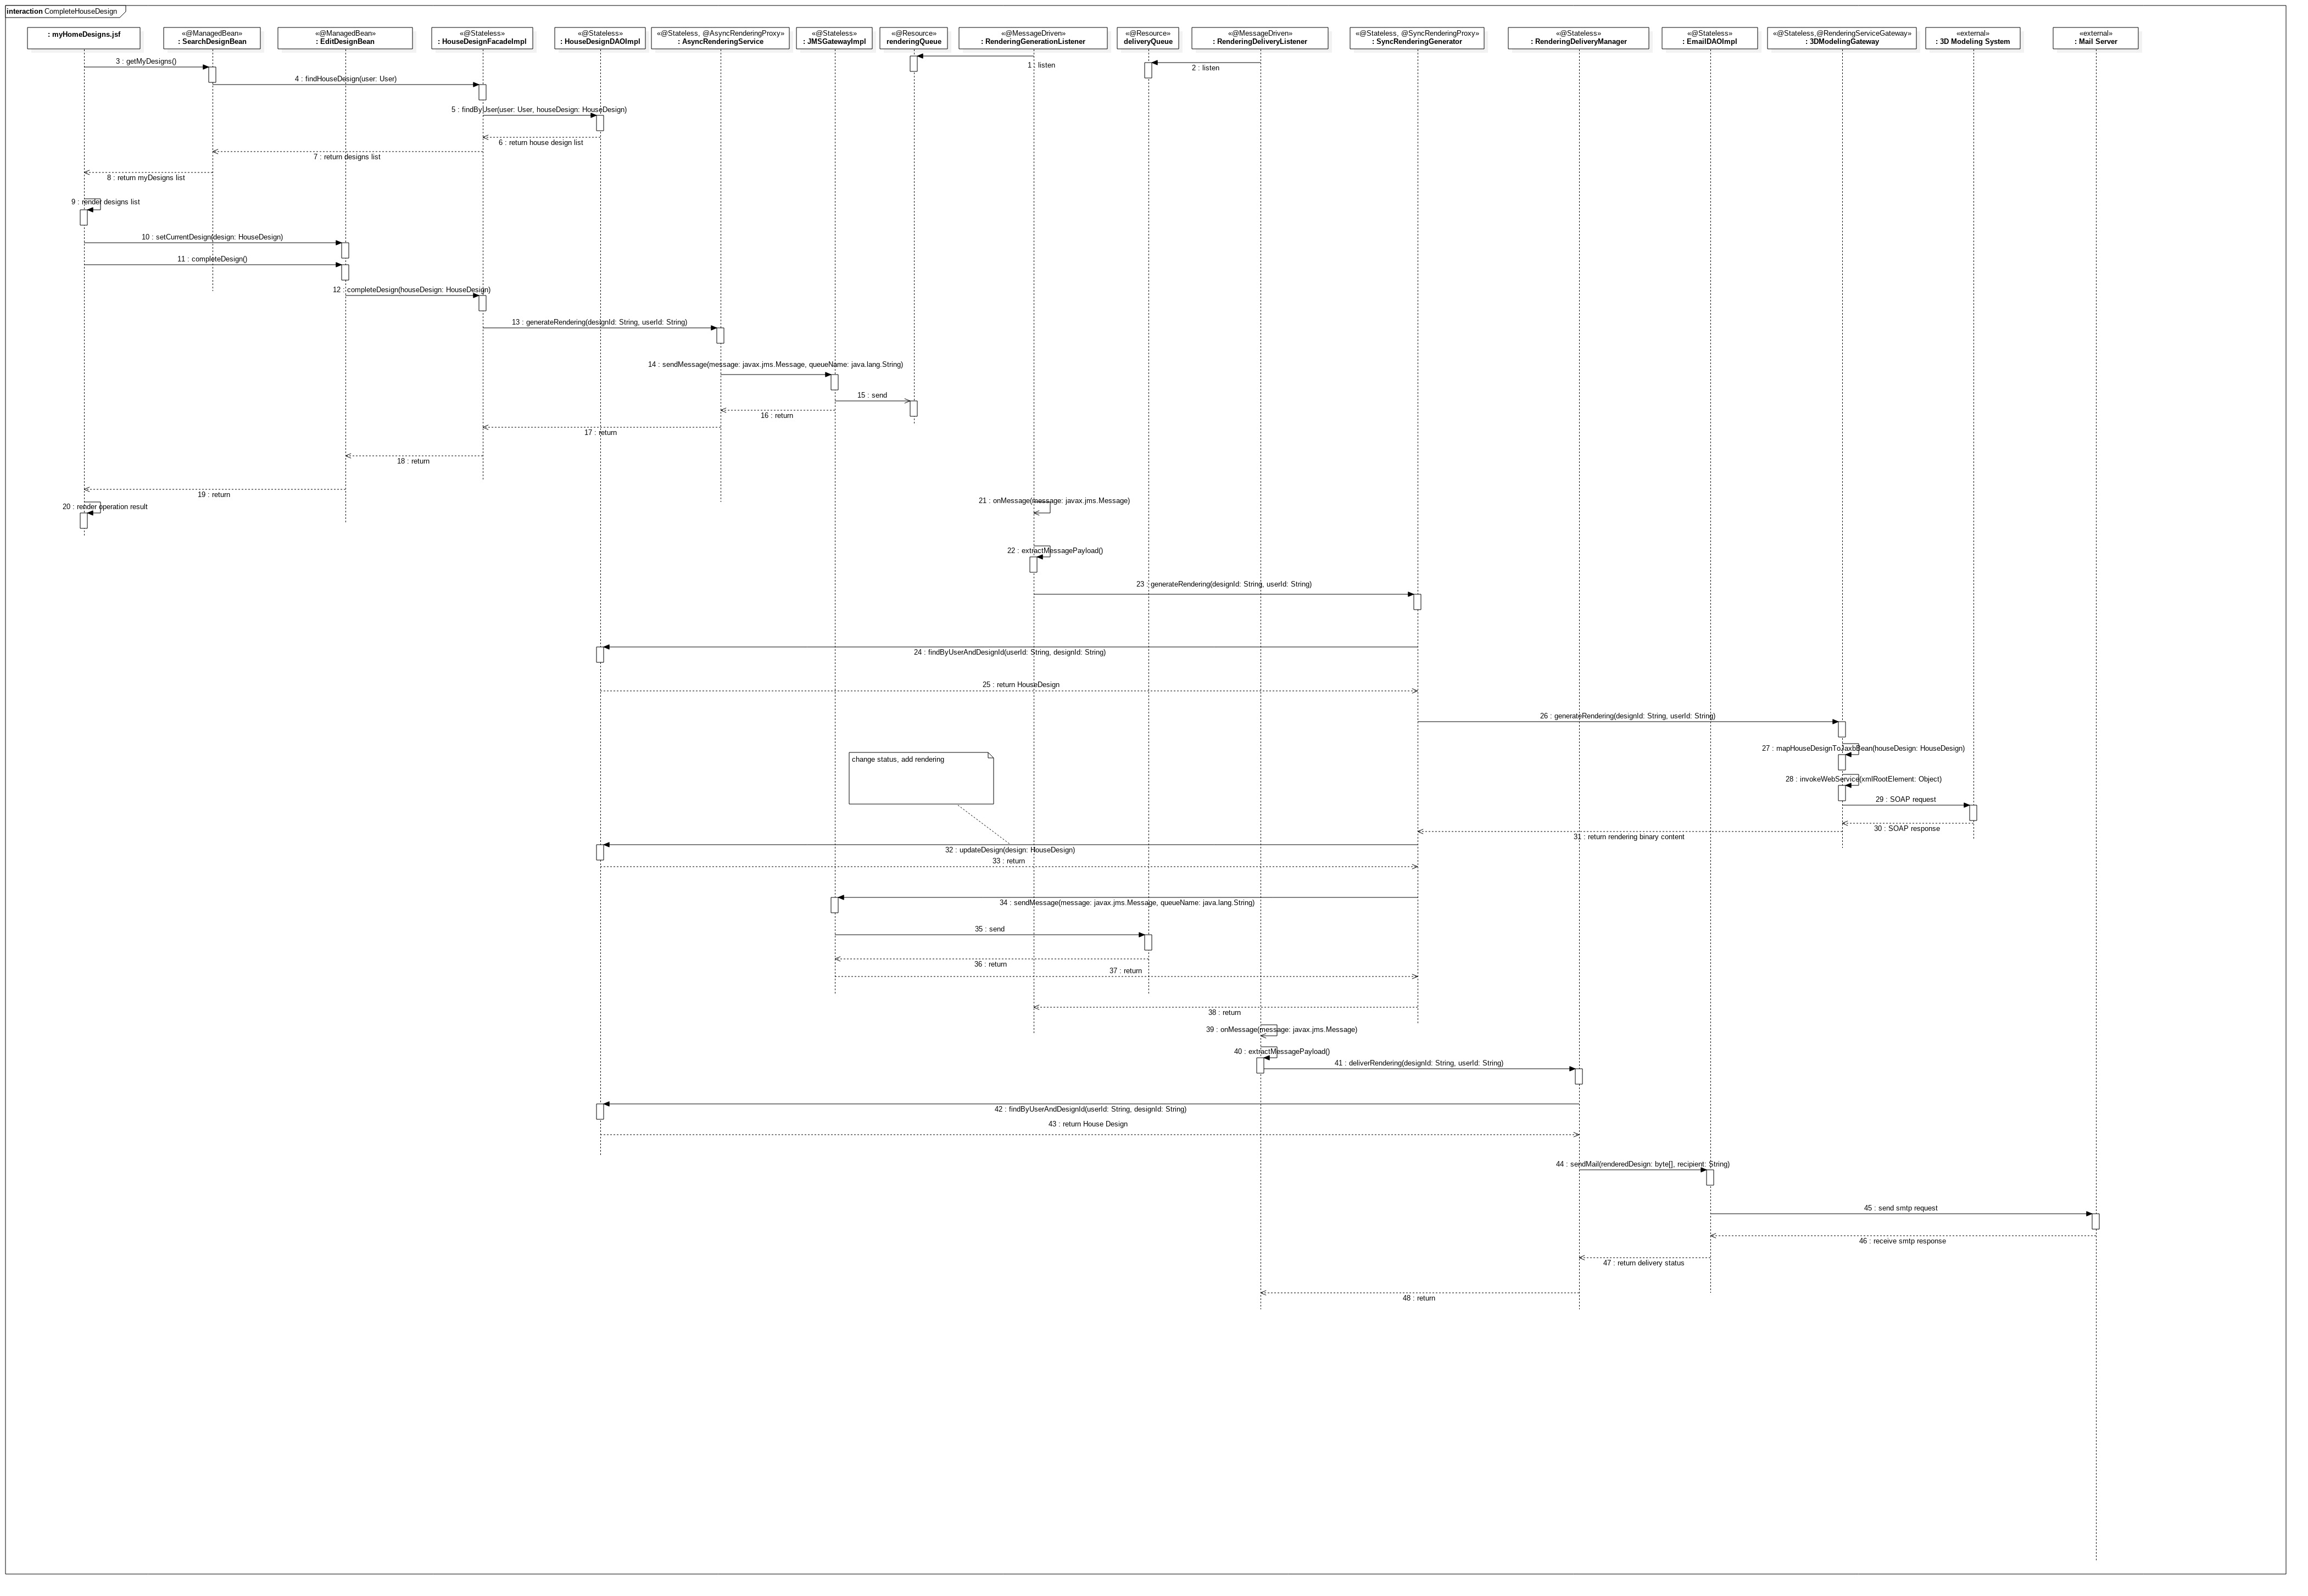 interaction CompleteHouseDesign
: myHomeDesigns.jsf
«@ManagedBean»
: SearchDesignBean
«@ManagedBean»
: EditDesignBean
«@Stateless»
: HouseDesignFacadeImpl
«@Stateless»
: HouseDesignDAOImpl
«@Stateless, @AsyncRenderingProxy»
: AsyncRenderingService
«@Stateless»
: JMSGatewayImpl
«@Resource»
renderingQueue
«@MessageDriven»
: RenderingGenerationListener
«@Resource»
deliveryQueue
«@MessageDriven»
: RenderingDeliveryListener
«@Stateless, @SyncRenderingProxy»
: SyncRenderingGenerator
«@Stateless»
: RenderingDeliveryManager
«@Stateless»
: EmailDAOImpl
«@Stateless,@RenderingServiceGateway»
: 3DModelingGateway
«external»
: 3D Modeling System
«external»
: Mail Server
1 : listen
2 : listen
3 : getMyDesigns()
4 : findHouseDesign(user: User)
5 : findByUser(user: User, houseDesign: HouseDesign)
6 : return house design list
7 : return designs list
8 : return myDesigns list
9 : render designs list
10 : setCurrentDesign(design: HouseDesign)
11 : completeDesign()
12 : completeDesign(houseDesign: HouseDesign)
13 : generateRendering(designId: String, userId: String)
14 : sendMessage(message: javax.jms.Message, queueName: java.lang.String)
15 : send
16 : return
17 : return
18 : return
19 : return
20 : render operation result
21 : onMessage(message: javax.jms.Message)
22 : extractMessagePayload()
23 : generateRendering(designId: String, userId: String)
24 : findByUserAndDesignId(userId: String, designId: String)
25 : return HouseDesign
26 : generateRendering(designId: String, userId: String)
27 : mapHouseDesignToJaxbBean(houseDesign: HouseDesign)
change status, add rendering
28 : invokeWebService(xmlRootElement: Object)
29 : SOAP request
30 : SOAP response
31 : return rendering binary content
32 : updateDesign(design: HouseDesign)
33 : return
34 : sendMessage(message: javax.jms.Message, queueName: java.lang.String)
35 : send
36 : return
37 : return
38 : return
39 : onMessage(message: javax.jms.Message)
40 : extractMessagePayload()
41 : deliverRendering(designId: String, userId: String)
42 : findByUserAndDesignId(userId: String, designId: String)
43 : return House Design
44 : sendMail(renderedDesign: byte[], recipient: String)
45 : send smtp request
46 : receive smtp response
47 : return delivery status
48 : return